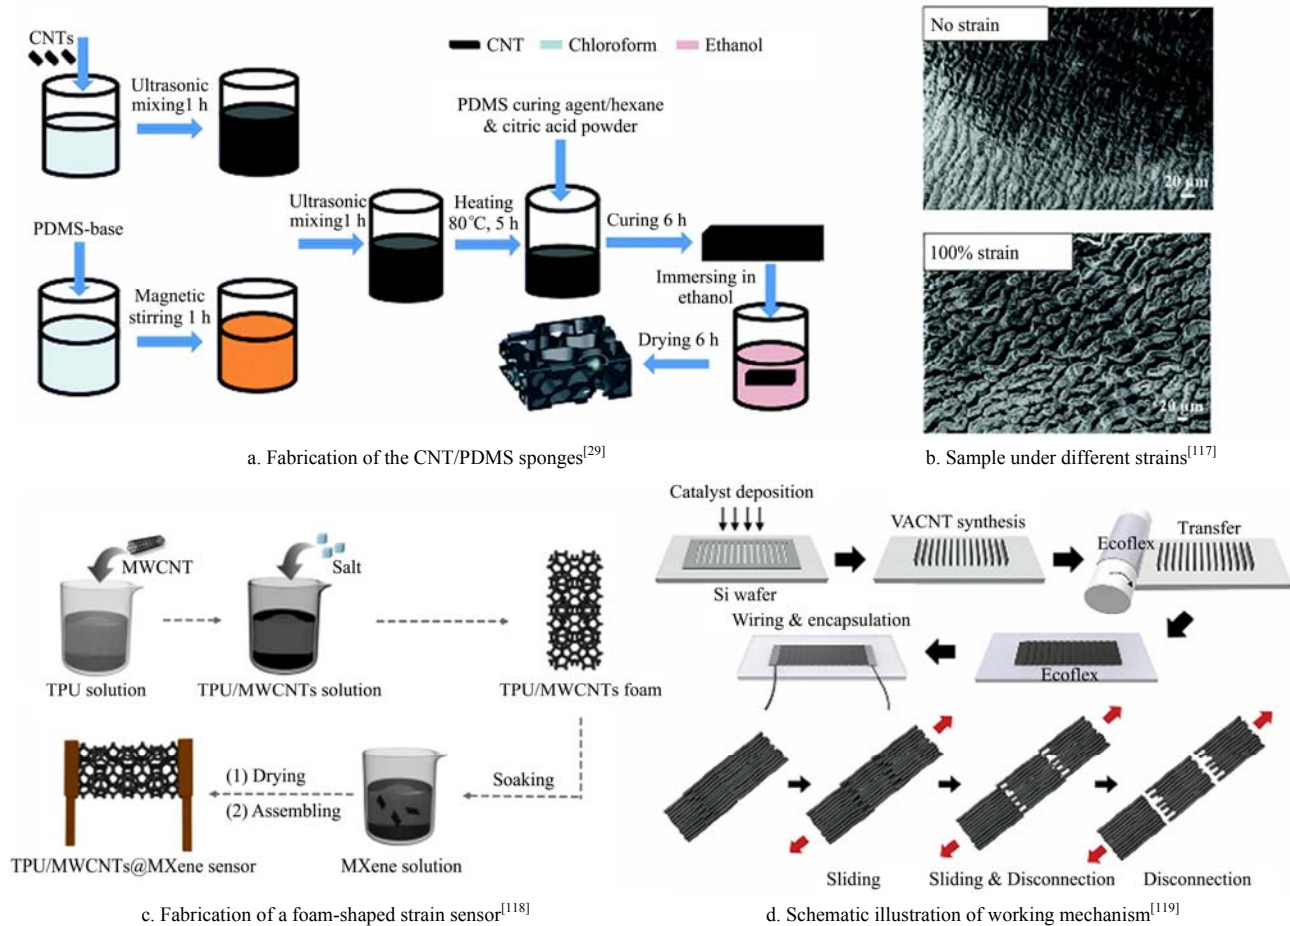 CNTs
Ultrasonic
mixing1 h
CNT
Chloroform
Ethanol
PDMS curing agent/hexane
& citric acid powder
PDMS-base
Magnetic
stirring 1 h
Ultrasonic
mixing1 h
Heating
80℃, 5 h
Curing 6 h
Immersing in
ethanol
Drying 6 h
a. Fabrication of the CNT/PDMS sponges[29]
No strain
20 μm
100% strain
20 μm
b. Sample under different strains[117]
MWCNT
Salt
TPU solution
TPU/MWCNTs solution
TPU/MWCNTs foam
Soaking
(1) Drying
(2) Assembling
TPU/MWCNTs@MXene sensor
MXene solution
c. Fabrication of a foam-shaped strain sensor[118]
Catalyst deposition
Si wafer
VACNT synthesis
Ecoflex
Transfer
Wiring & encapsulation
Ecoflex
Sliding
Sliding & Disconnection
Disconnection
d. Schematic illustration of working mechanism[119]